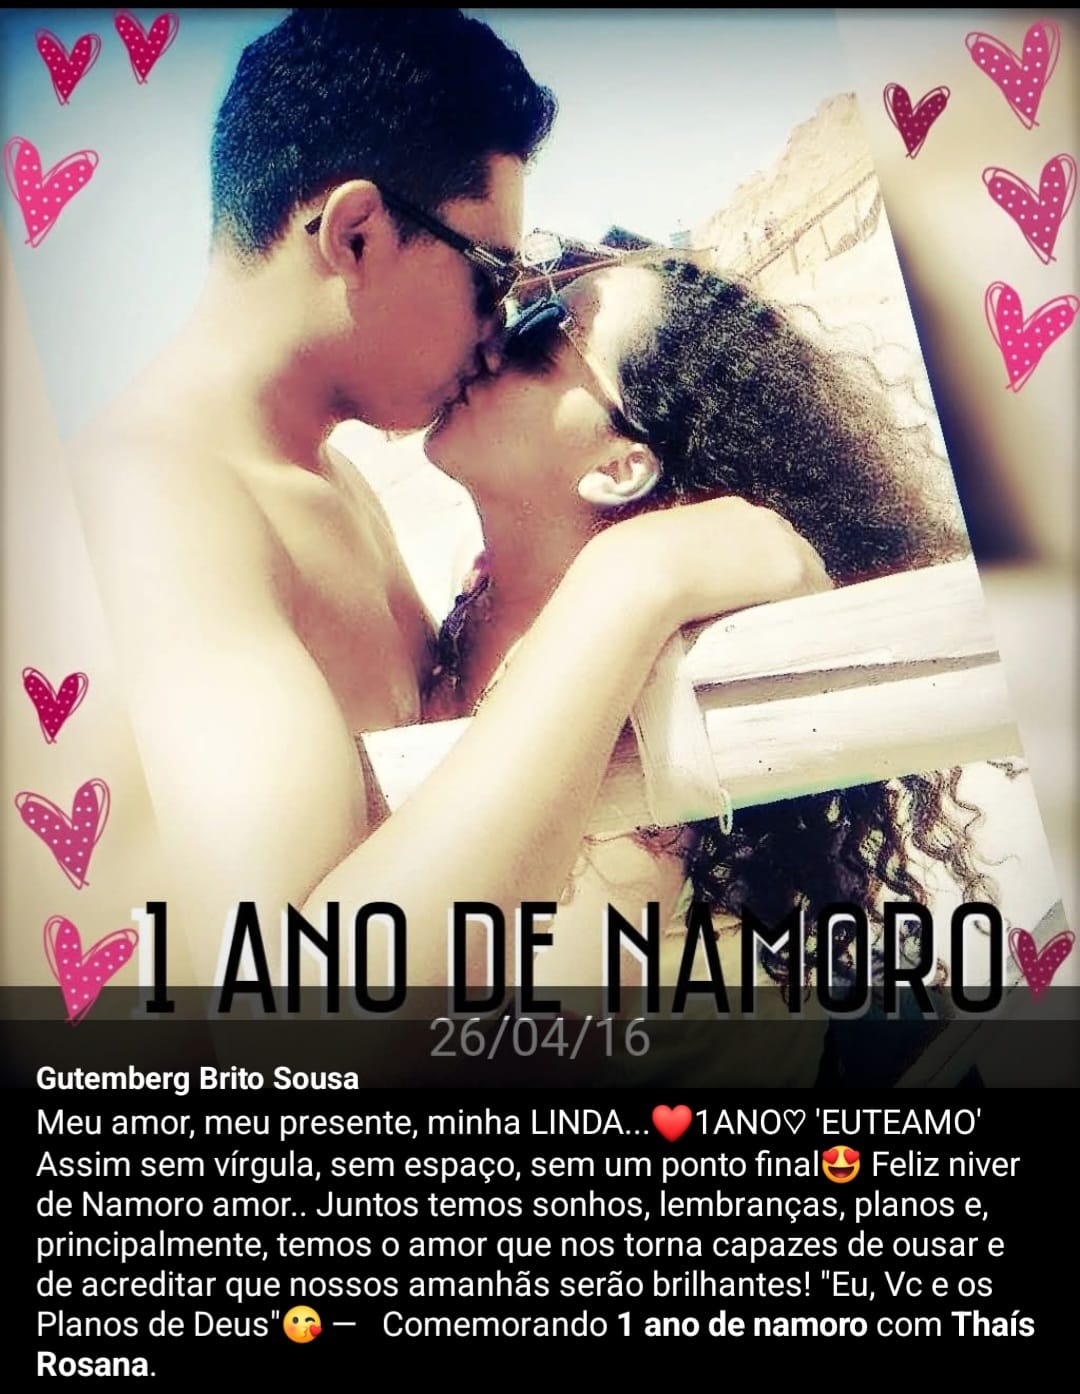 1 ANO DE NAMORO
26/04/16
Gutemberg Brito Sousa
Meu amor, meu presente, minha LINDA...❤️1ANO♡ 'EUTEAMO'
Assim sem vírgula, sem espaço, sem um ponto final😍 Feliz niver
de Namoro amor.. Juntos temos sonhos, lembranças, planos e,
principalmente, temos o amor que nos torna capazes de ousar e
de acreditar que nossos amanhãs serão brilhantes! "Eu, Vc e os
Planos de Deus"😘 — Comemorando 1 ano de namoro com Thaís
Rosana.